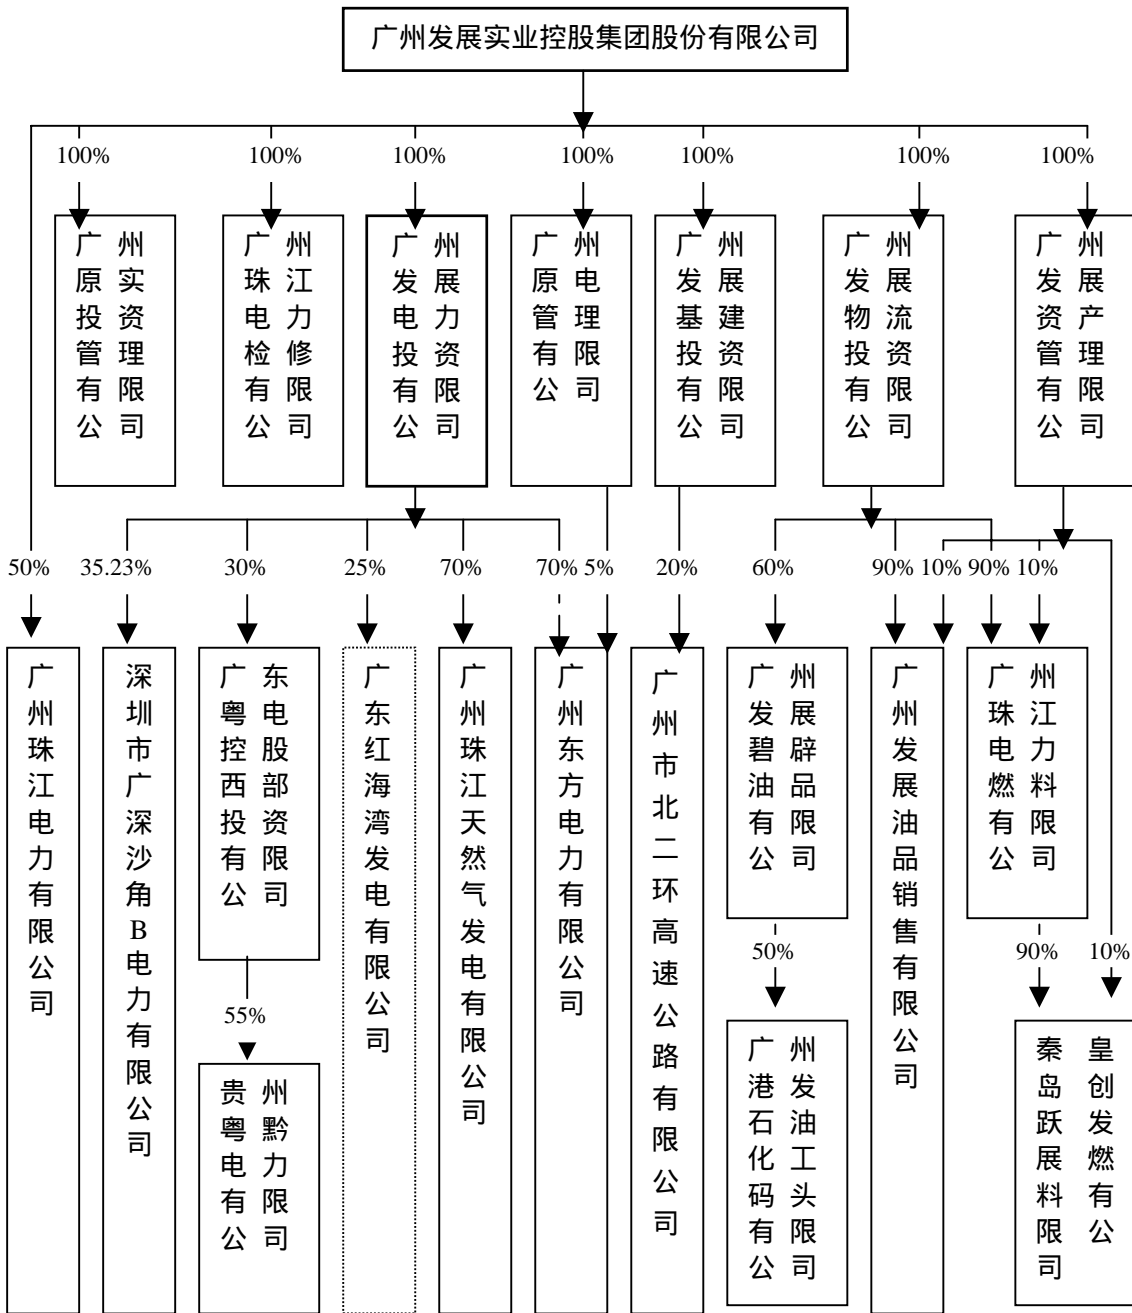 广州发展实业控股集团股份有限公司
100%
100%
100%
100%
100%
100%
100%
广州原实投资管理有限公司
广州珠江电力检修有限公司
广州发展电力投资有限公司
广州原电管理有限公司
广州发展基建投资有限公司
广州发展物流投资有限公司
广州发展资产管理有限公司
50%
35.23%
30%
25%
70%
70%
5%
20%
60%
90%
10%
90%
10%
广州珠江电力有限公司
深圳市广深沙角B电力有限公司
广东粤电控股西部投资有限公司
广东红海湾发电有限公司
广州珠江天然气发电有限公司
广州东方电力有限公司
广州市北二环高速公路有限公司
广州发展碧辟油品有限公司
广州发展油品销售有限公司
广州珠江电力燃料有限公司
55%
50%
90%
10%
贵州粤黔电力有限公司
广州港发石油化工码头有限公司
秦皇岛创跃发展燃料有限公司